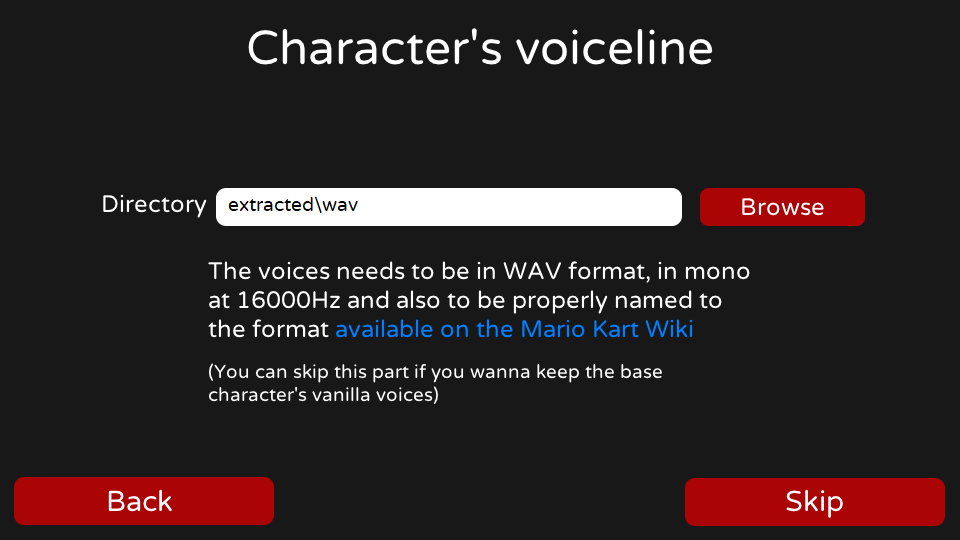 Character's voiceline
Directory extracted\wav Browse
The voices needs to be in WAV format, in mono
at 16000Hz and also to be properly named to
the format available on the Mario Kart Wiki
(You can skip this part if you wanna keep the base
character's vanilla voices)
Back Skip